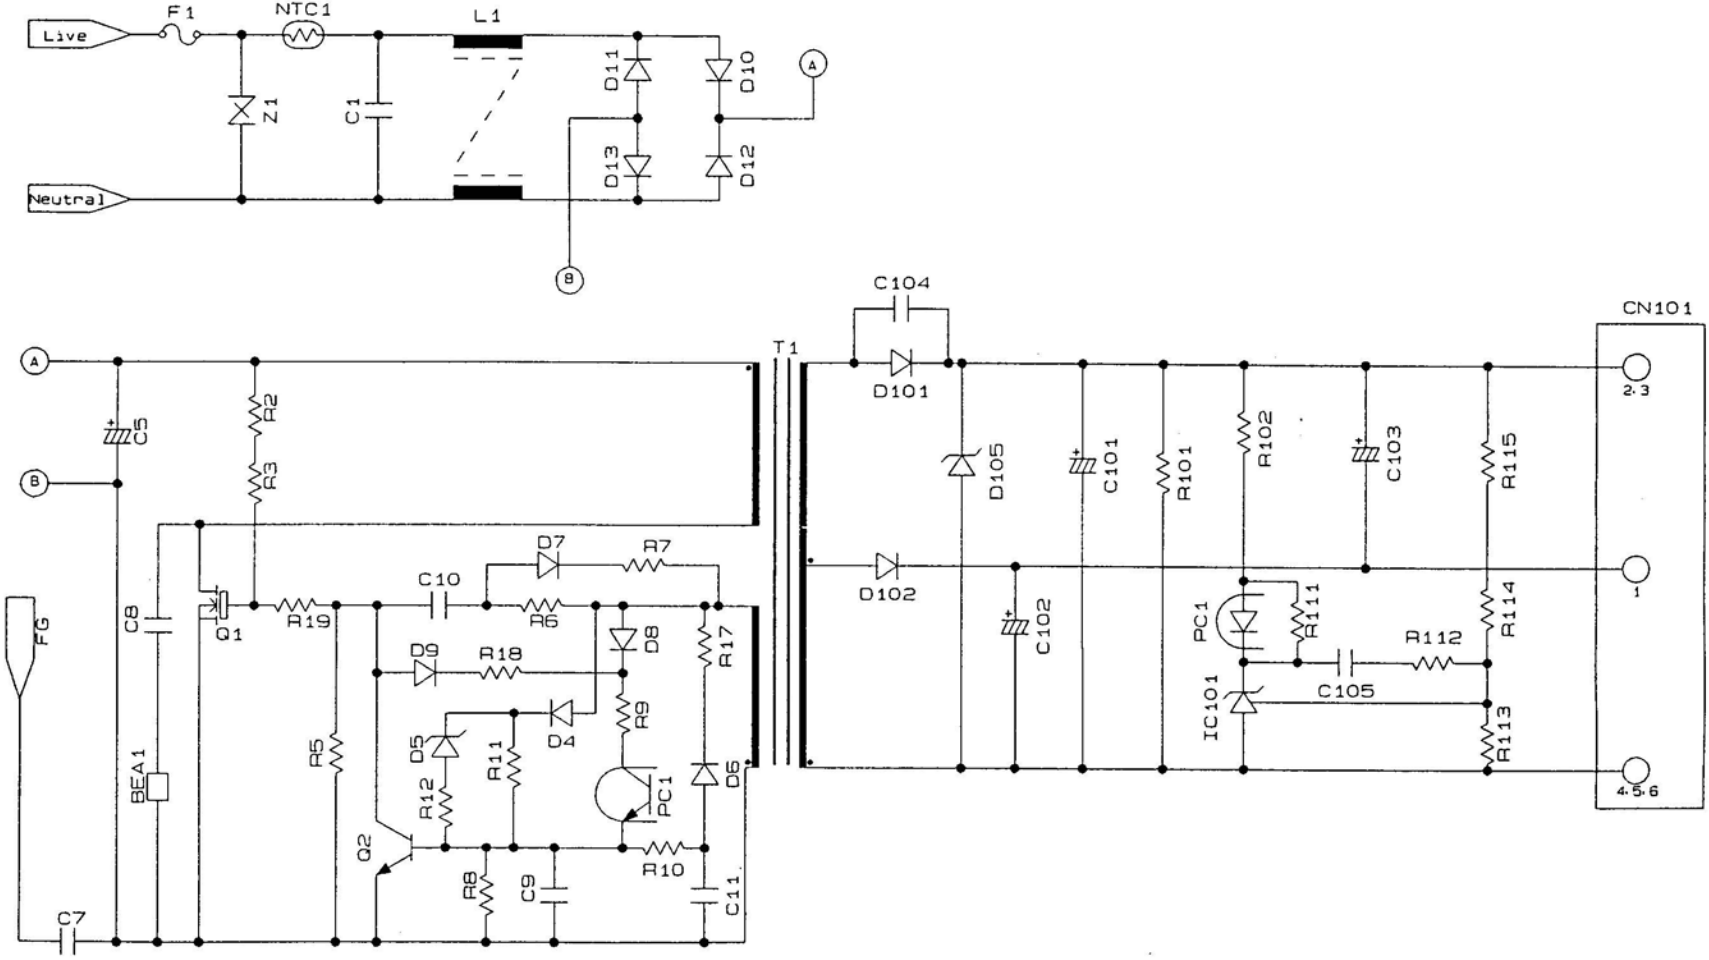 F1
NTC1
L1
Live
Z1
C1
D11
D10
A
D13
D12
Neutral
B
C104
CN101
A
T1
D101
2.3
R2
C5
R3
B
D105
C101
R101
R102
C103
R115
D7
R7
C10
D102
1
FG
C8
Q1
R19
R6
D8
R17
C102
PC1
R111
R114
R112
D9
R18
C105
D4
R9
IC101
R113
R5
D5
R11
D6
BEA1
R12
PC1
4.5.6
Q2
R8
C9
R10
C11
C7